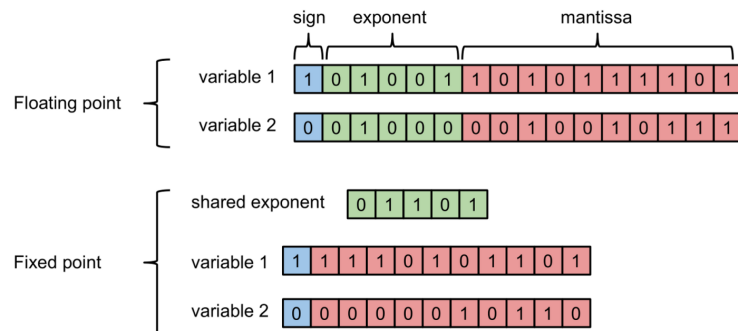 sign exponent mantissa
Floating point
variable 1 1 0 1 0 0 1 1 0 1 0 1 1 1 1 0 1
variable 2 0 0 1 0 0 0 0 0 1 0 0 1 0 1 1 1
Fixed point
shared exponent 0 1 1 0 1
variable 1 1 1 1 1 0 1 0 1 1 0 1
variable 2 0 0 0 0 0 0 1 0 1 1 0